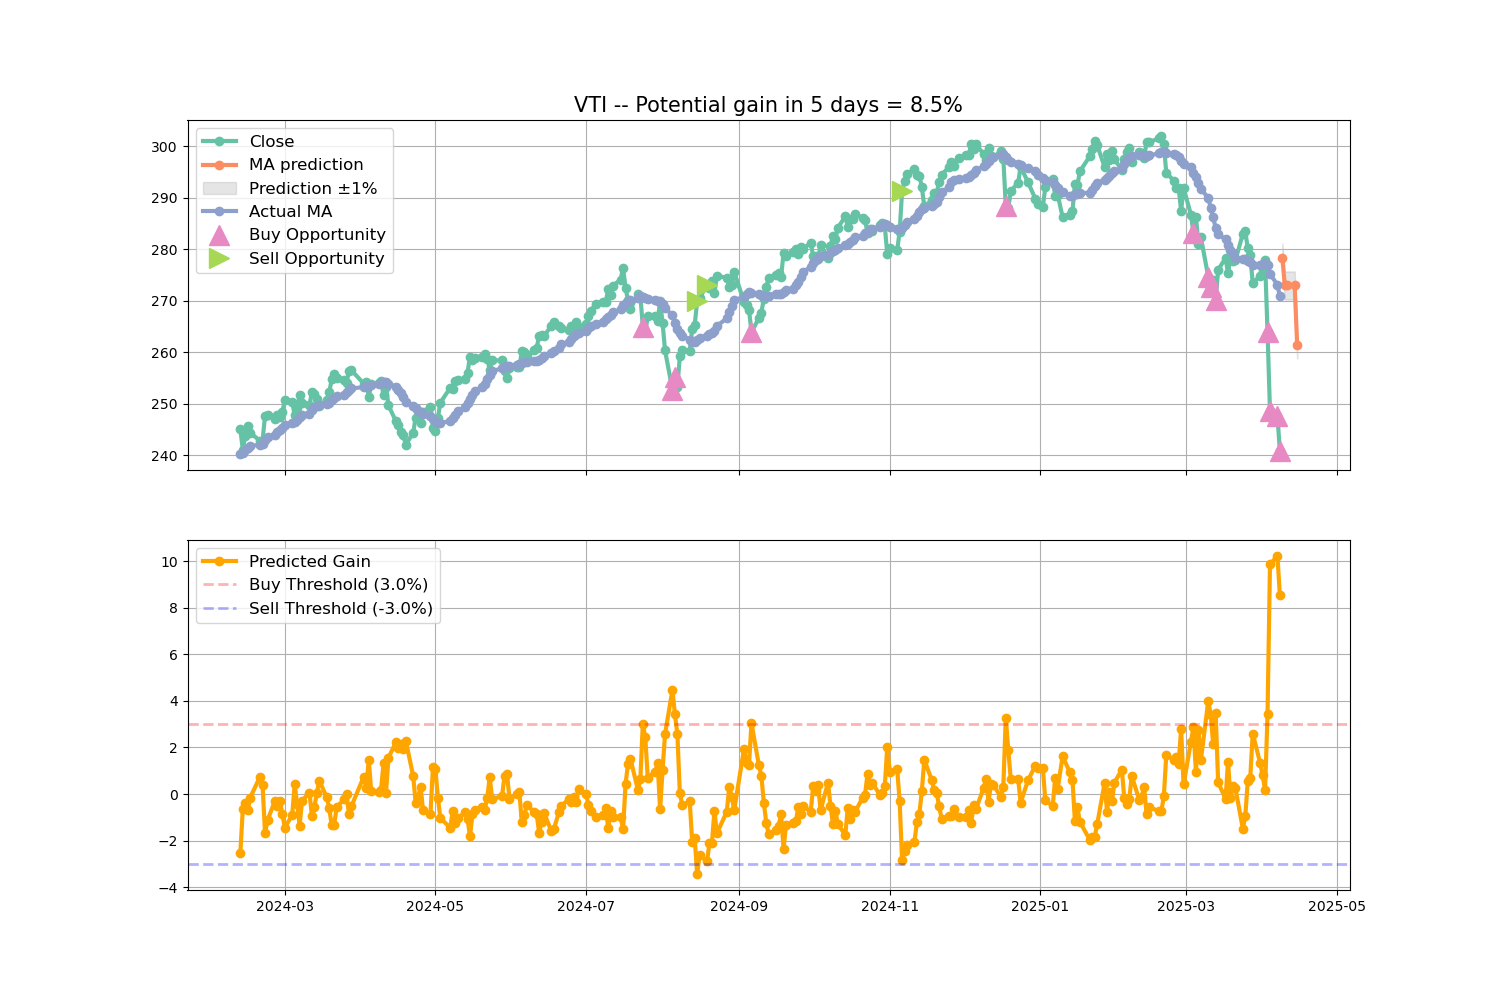 VTI -- Potential gain in 5 days = 8.5%
Close
MA prediction
Prediction ±1%
Actual MA
Buy Opportunity
Sell Opportunity
300
290
280
270
260
250
240
Predicted Gain
Buy Threshold (3.0%)
Sell Threshold (-3.0%)
10
8
6
4
2
0
−2
−4
2024-03
2024-05
2024-07
2024-09
2024-11
2025-01
2025-03
2025-05